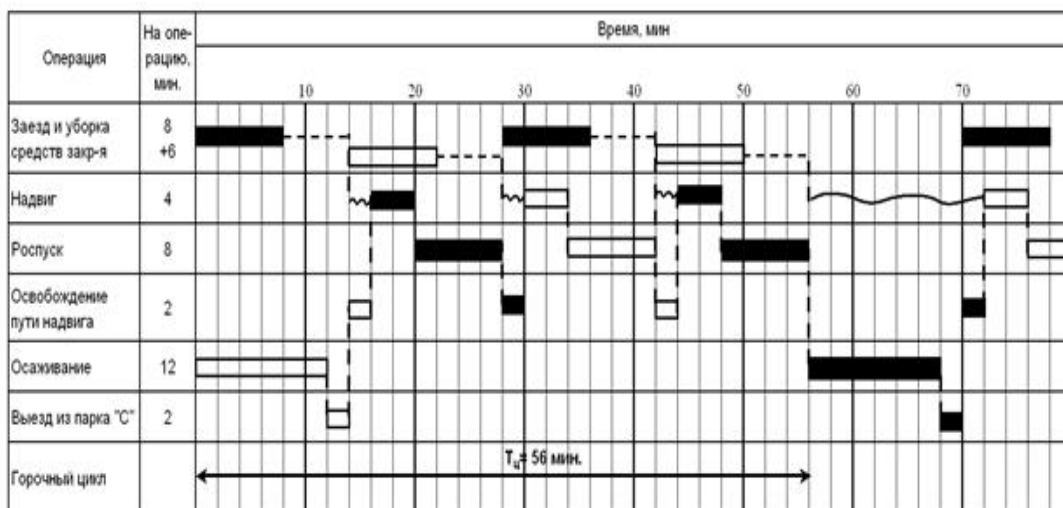 Операция
На опе-
рацию,
мин.
Время, мин
10 20 30 40 50 60 70
Заезд и уборка
средств закр-я
8
+6
Надвиг
4
Роспуск
8
Освобождение
пути надвига
2
Осаживание
12
Выезд из парка "С"
2
Горочный цикл
Тц= 56 мин.